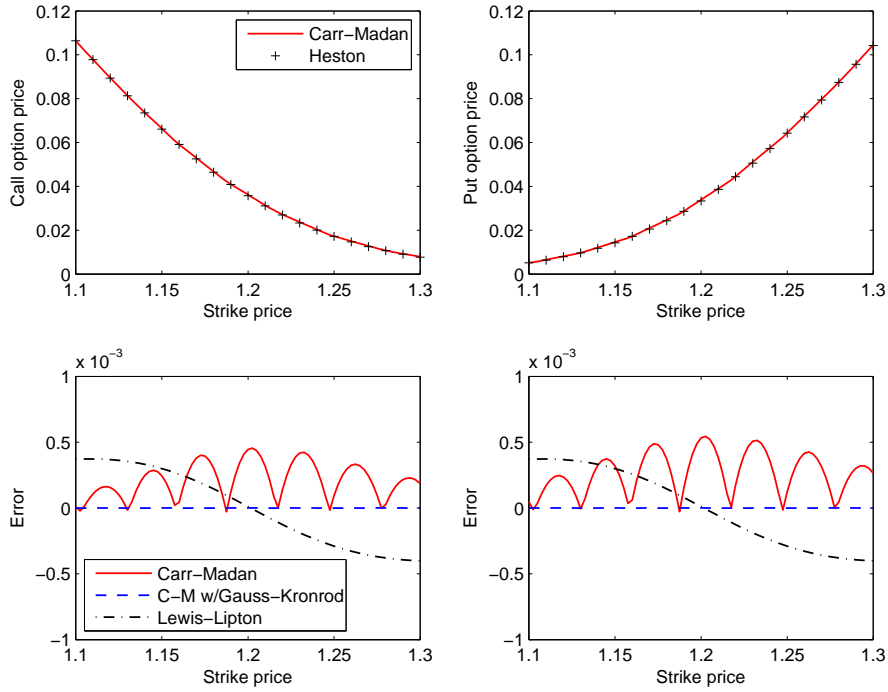 0.12
0.1
0.08
0.06
0.04
0.02
0
Call option price
1.1
1.15
1.2
1.25
1.3
Strike price
Carr−Madan
Heston
0.12
0.1
0.08
0.06
0.04
0.02
0
Put option price
1.1
1.15
1.2
1.25
1.3
Strike price
x 10−3
1
0.5
0
−0.5
−1
Error
1.1
1.15
1.2
1.25
1.3
Strike price
Carr−Madan
C−M w/Gauss−Kronrod
Lewis−Lipton
x 10−3
1
0.5
0
−0.5
−1
Error
1.1
1.15
1.2
1.25
1.3
Strike price